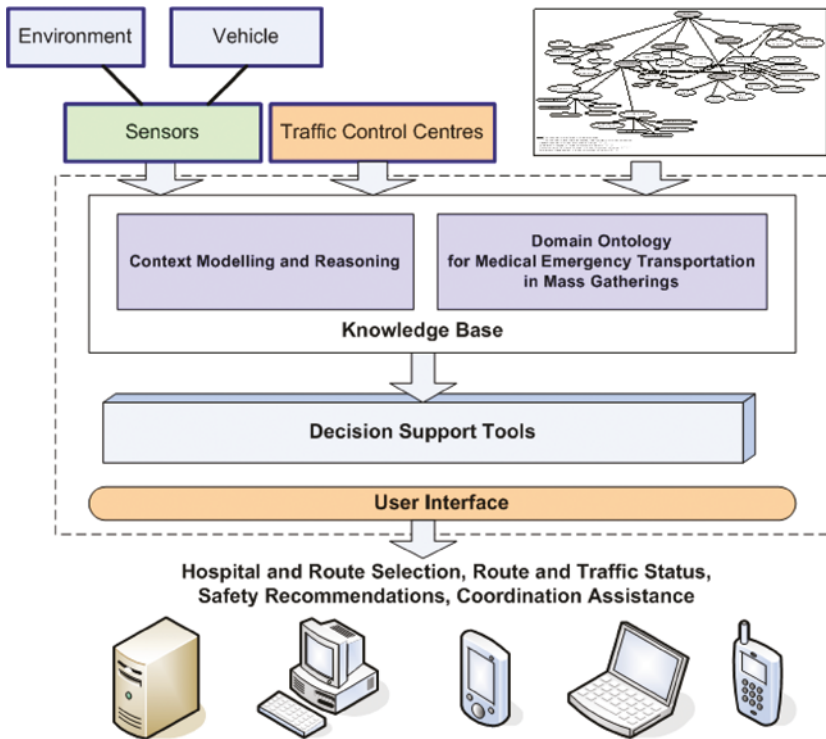 Environment
Vehicle
Sensors
Traffic Control Centres
Context Modelling and Reasoning
Domain Ontology
for Medical Emergency Transportation
in Mass Gatherings
Knowledge Base
Decision Support Tools
User Interface
Hospital and Route Selection, Route and Traffic Status,
Safety Recommendations, Coordination Assistance